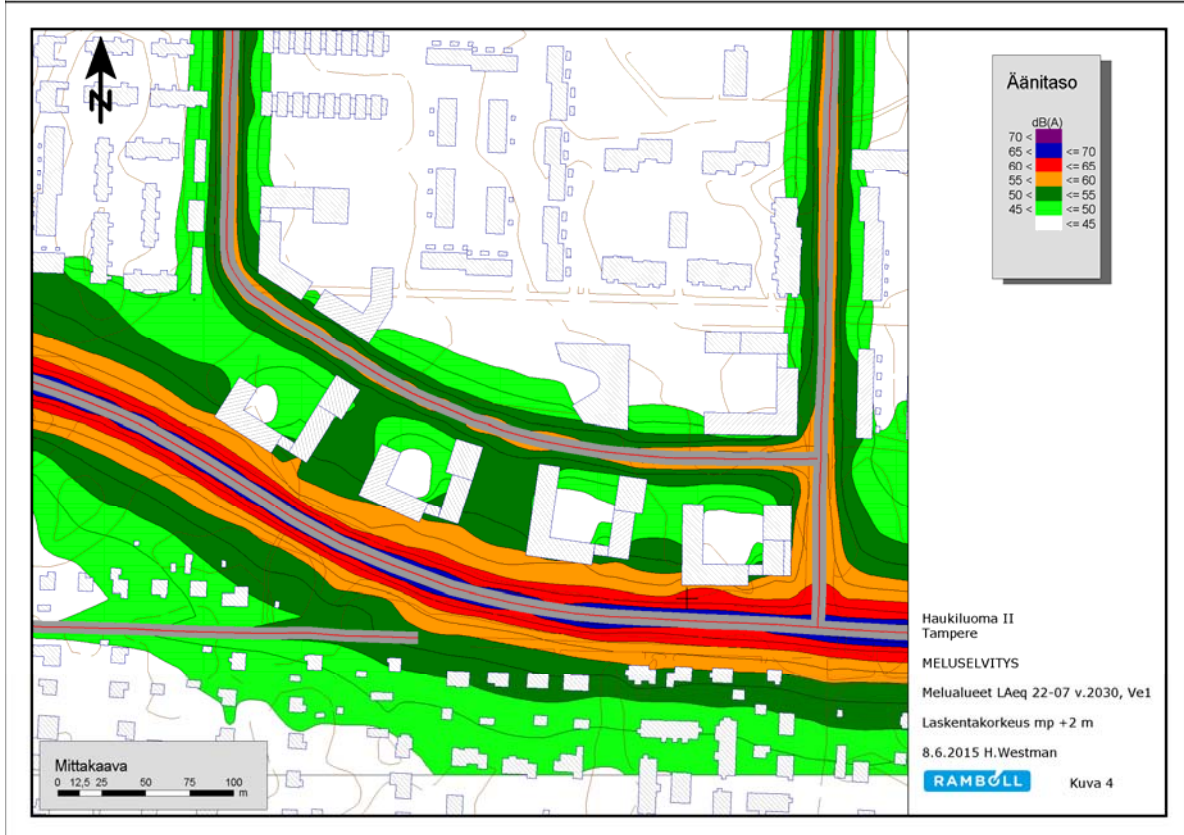 N
Äänitaso
dB(A)
70 <
65 < <= 70
60 < <= 65
55 < <= 60
50 < <= 55
45 < <= 50
<= 45
Haukiluoma II
Tampere
MELUSELVITYS
Melualueet LAeq 22-07 v.2030, Ve1
Laskentakorkeus mp +2 m
8.6.2015 H.Westman
RAMBOLL Kuva 4
Mittakaava
0 12,5 25 50 75 100
m